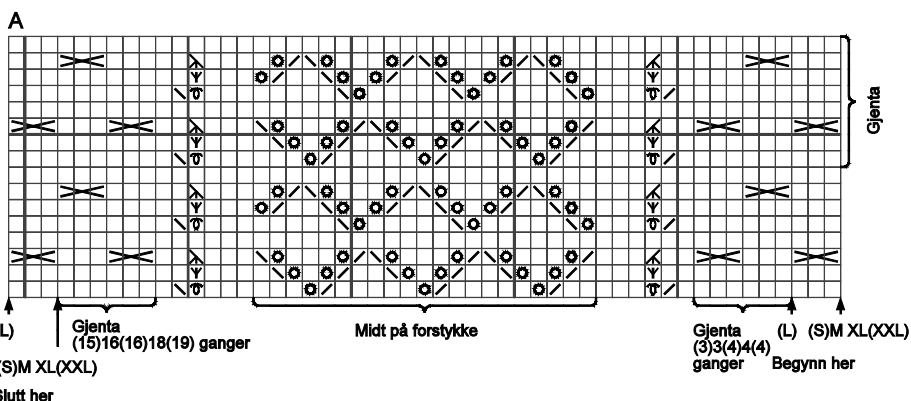 A
Gjenta
L)
Gjenta
(15)16(16)18(19) ganger
(S)M XL(XXL)
Slutt her
Midt på forstykke
Gjenta
(3)3(4)4(4)
ganger
(L)
(S)M XL(XXL)
Begynn her